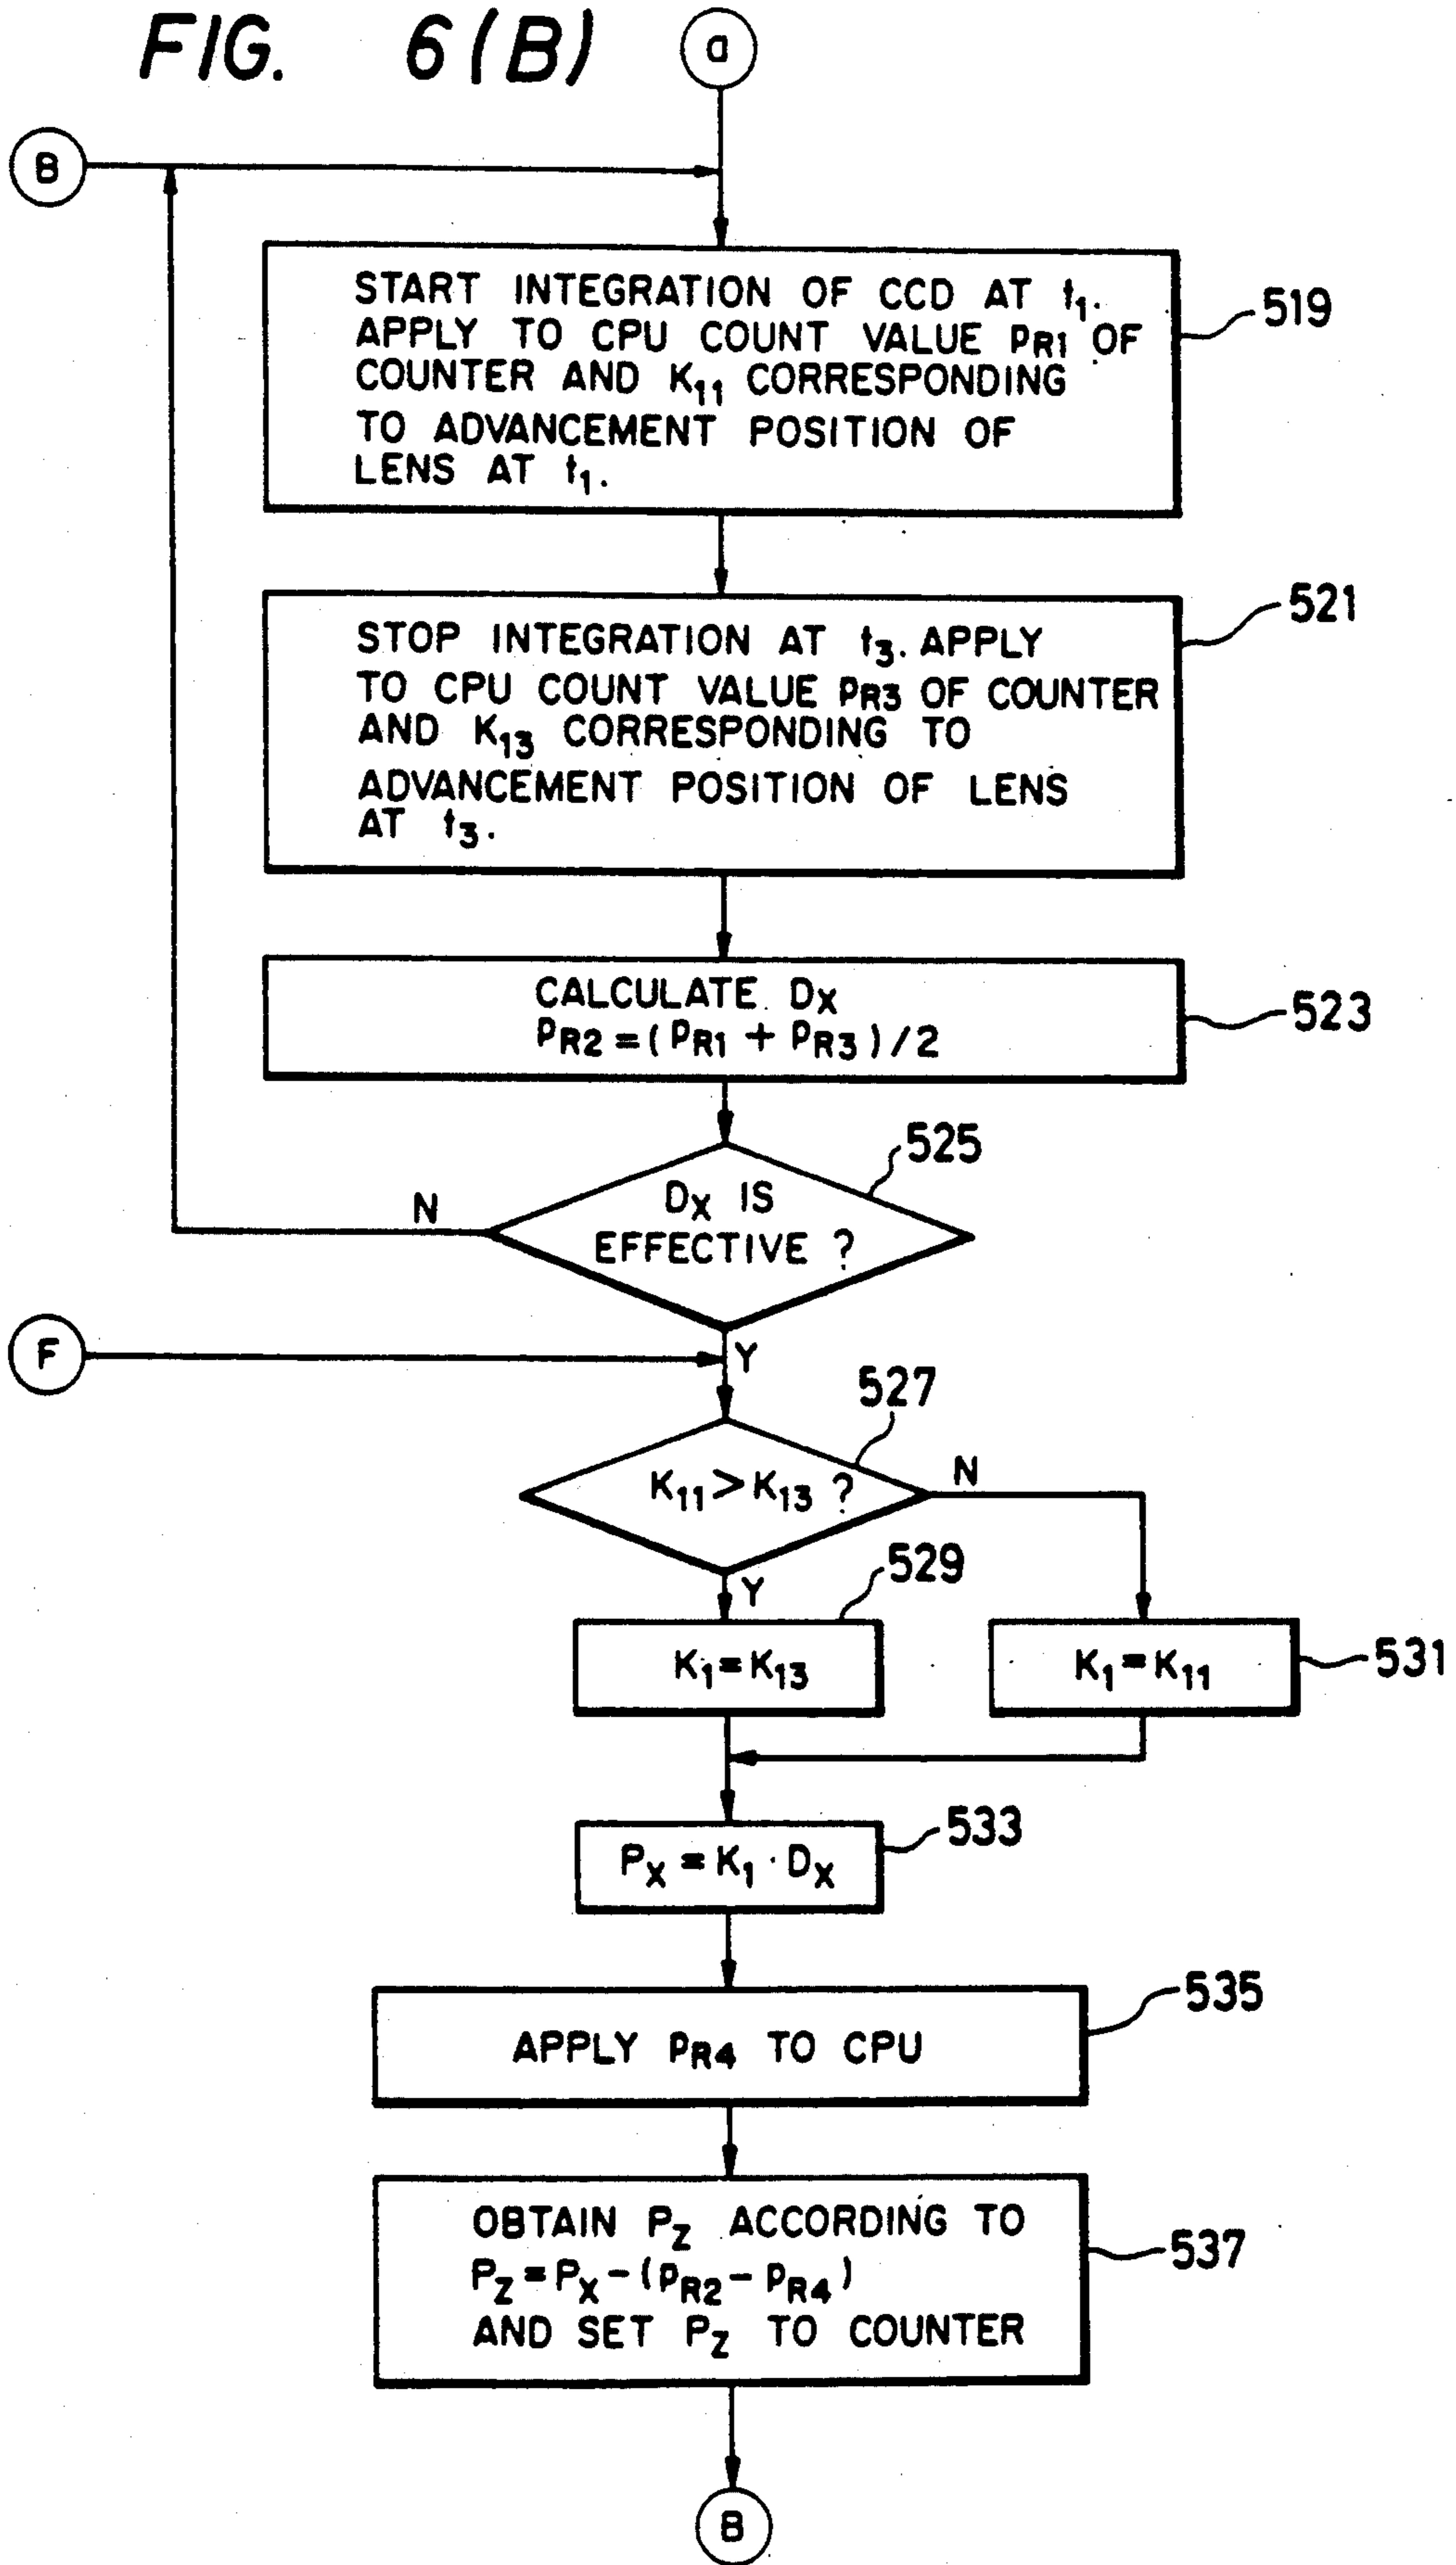 FIG. 6(B)
a
B
START INTEGRATION OF CCD AT t₁.
APPLY TO CPU COUNT VALUE PR1 OF
COUNTER AND K₁₁ CORRESPONDING
TO ADVANCEMENT POSITION OF
LENS AT t₁.
519
STOP INTEGRATION AT t₃. APPLY
TO CPU COUNT VALUE PR3 OF COUNTER
AND K₁₃ CORRESPONDING TO
ADVANCEMENT POSITION OF LENS
AT t₃.
521
CALCULATE DX
PR2 = (PR1 + PR3)/2
523
525
DX IS
EFFECTIVE ?
N
F
Y
527
K₁₁ > K₁₃ ?
N
Y
529
K₁ = K₁₃
K₁ = K₁₁
531
PX = K₁ · DX
533
APPLY PR4 TO CPU
535
OBTAIN PZ ACCORDING TO
PZ = PX - (PR2 - PR4)
AND SET PZ TO COUNTER
537
B